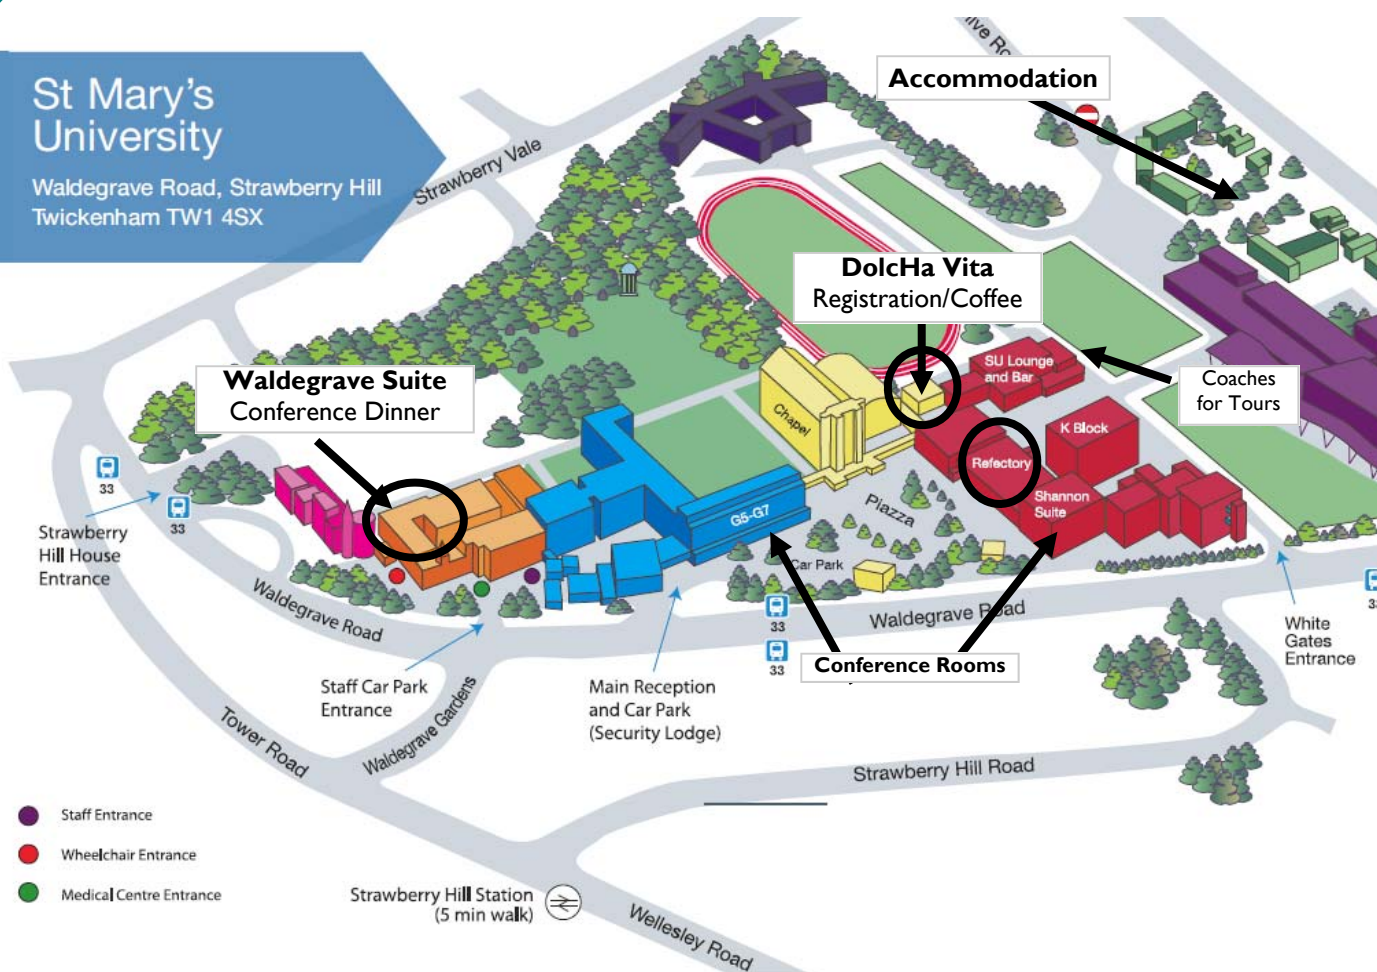 St Mary's
University
Waldegrave Road, Strawberry Hill
Twickenham TW1 4SX
Strawberry Vale
Accommodation
DolcHa Vita
Registration/Coffee
SU Lounge
and Bar
Coaches
for Tours
Waldegrave Suite
Conference Dinner
Chapel
K Block
Refectory
Shannon
Suite
Piazza
G5-G7
Car Park
33
33
Strawberry
Hill House
Entrance
Waldegrave Road
Waldegrave Road
33
33
Conference Rooms
White
Gates
Entrance
Staff Car Park
Entrance
Waldegrave Gardens
Main Reception
and Car Park
(Security Lodge)
Tower Road
Strawberry Hill Road
Staff Entrance
Wheelchair Entrance
Medical Centre Entrance
Strawberry Hill Station
(5 min walk)
Wellesley Road